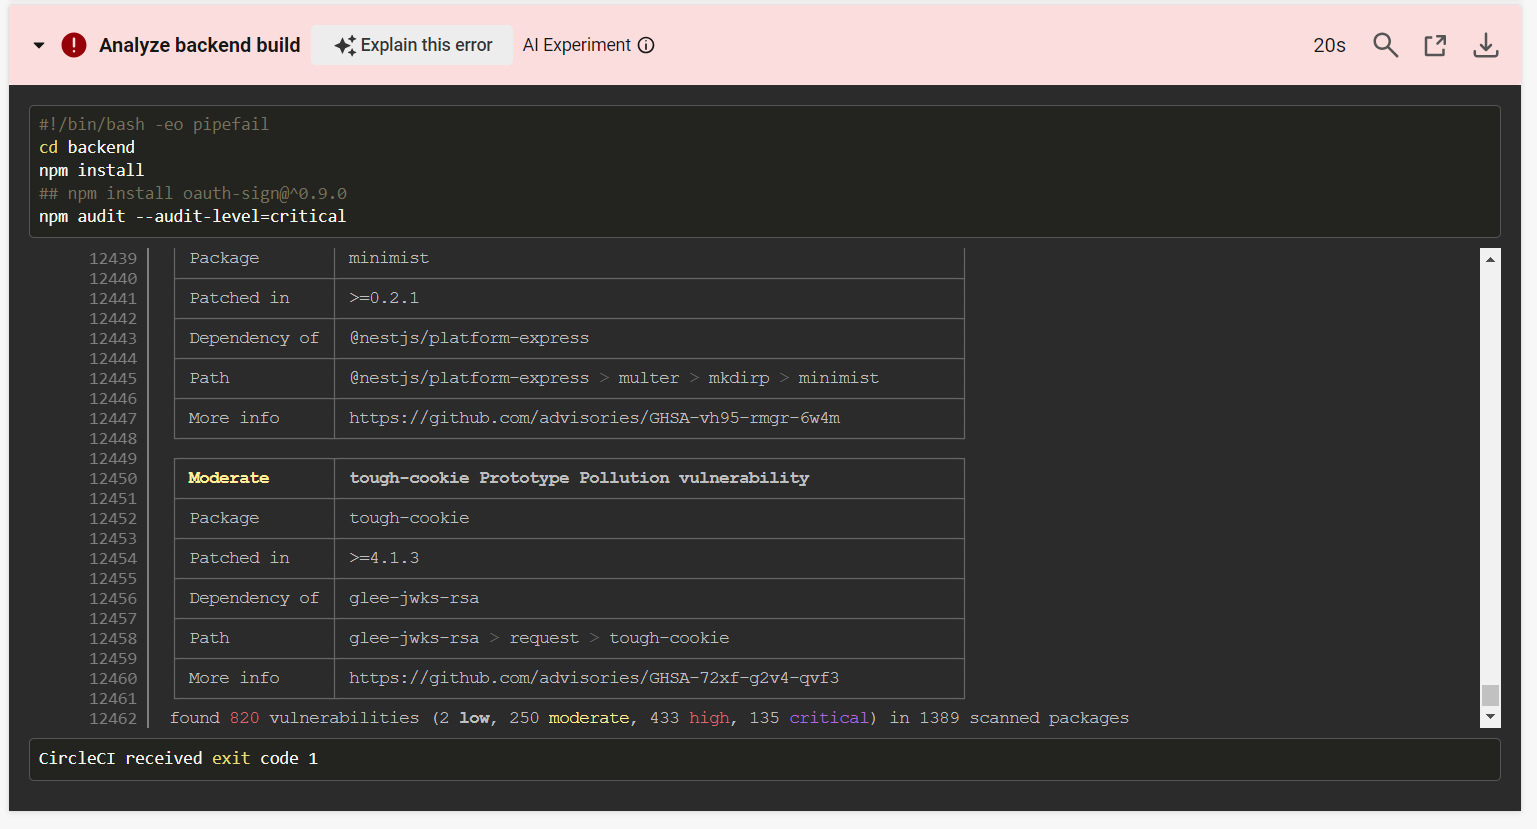 Analyze backend build Explain this error AI Experiment 20s
#!/bin/bash -eo pipefail
cd backend
npm install
## npm install oauth-sign@^0.9.0
npm audit --audit-level=critical
12439 Package minimist
12440
12441 Patched in >=0.2.1
12442
12443 Dependency of @nestjs/platform-express
12444
12445 Path @nestjs/platform-express > multer > mkdirp > minimist
12446
12447 More info https://github.com/advisories/GHSA-vh95-rmgr-6w4m
12448
12449
12450 Moderate tough-cookie Prototype Pollution vulnerability
12451
12452 Package tough-cookie
12453
12454 Patched in >=4.1.3
12455
12456 Dependency of glee-jwks-rsa
12457
12458 Path glee-jwks-rsa > request > tough-cookie
12459
12460 More info https://github.com/advisories/GHSA-72xf-g2v4-qvf3
12461
12462 found 820 vulnerabilities (2 low, 250 moderate, 433 high, 135 critical) in 1389 scanned packages
CircleCI received exit code 1